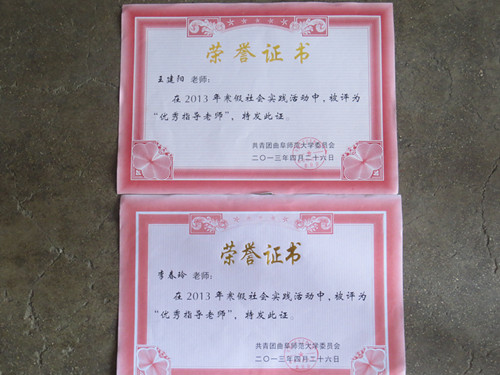 荣誉证书
王建阳 老师:
在2013年寒假社会实践活动中,被评为
“优秀指导老师”,特发此证。
共青团曲阜师范大学委员会
二〇一三年四月二十六日
荣誉证书
李春玲 老师:
在2013年寒假社会实践活动中,被评为
“优秀指导老师”,特发此证。
共青团曲阜师范大学委员会
二〇一三年四月二十六日